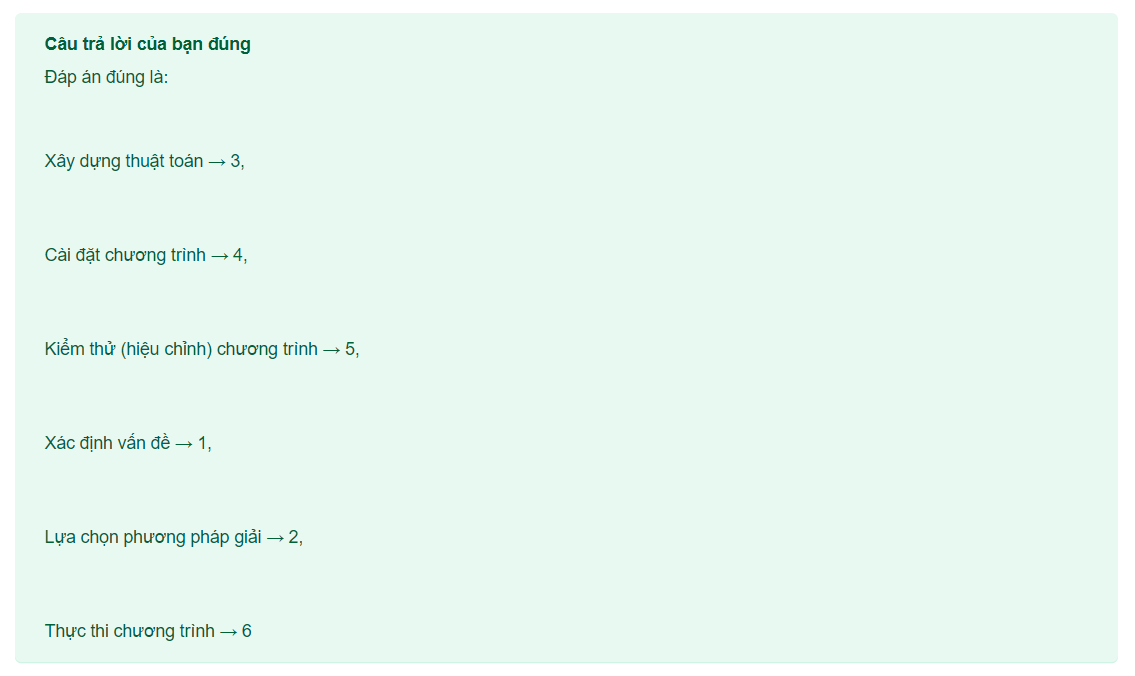 Câu trả lời của bạn đúng
Đáp án đúng là:
Xây dựng thuật toán → 3,
Cài đặt chương trình → 4,
Kiểm thử (hiệu chỉnh) chương trình → 5,
Xác định vấn đề → 1,
Lựa chọn phương pháp giải → 2,
Thực thi chương trình → 6